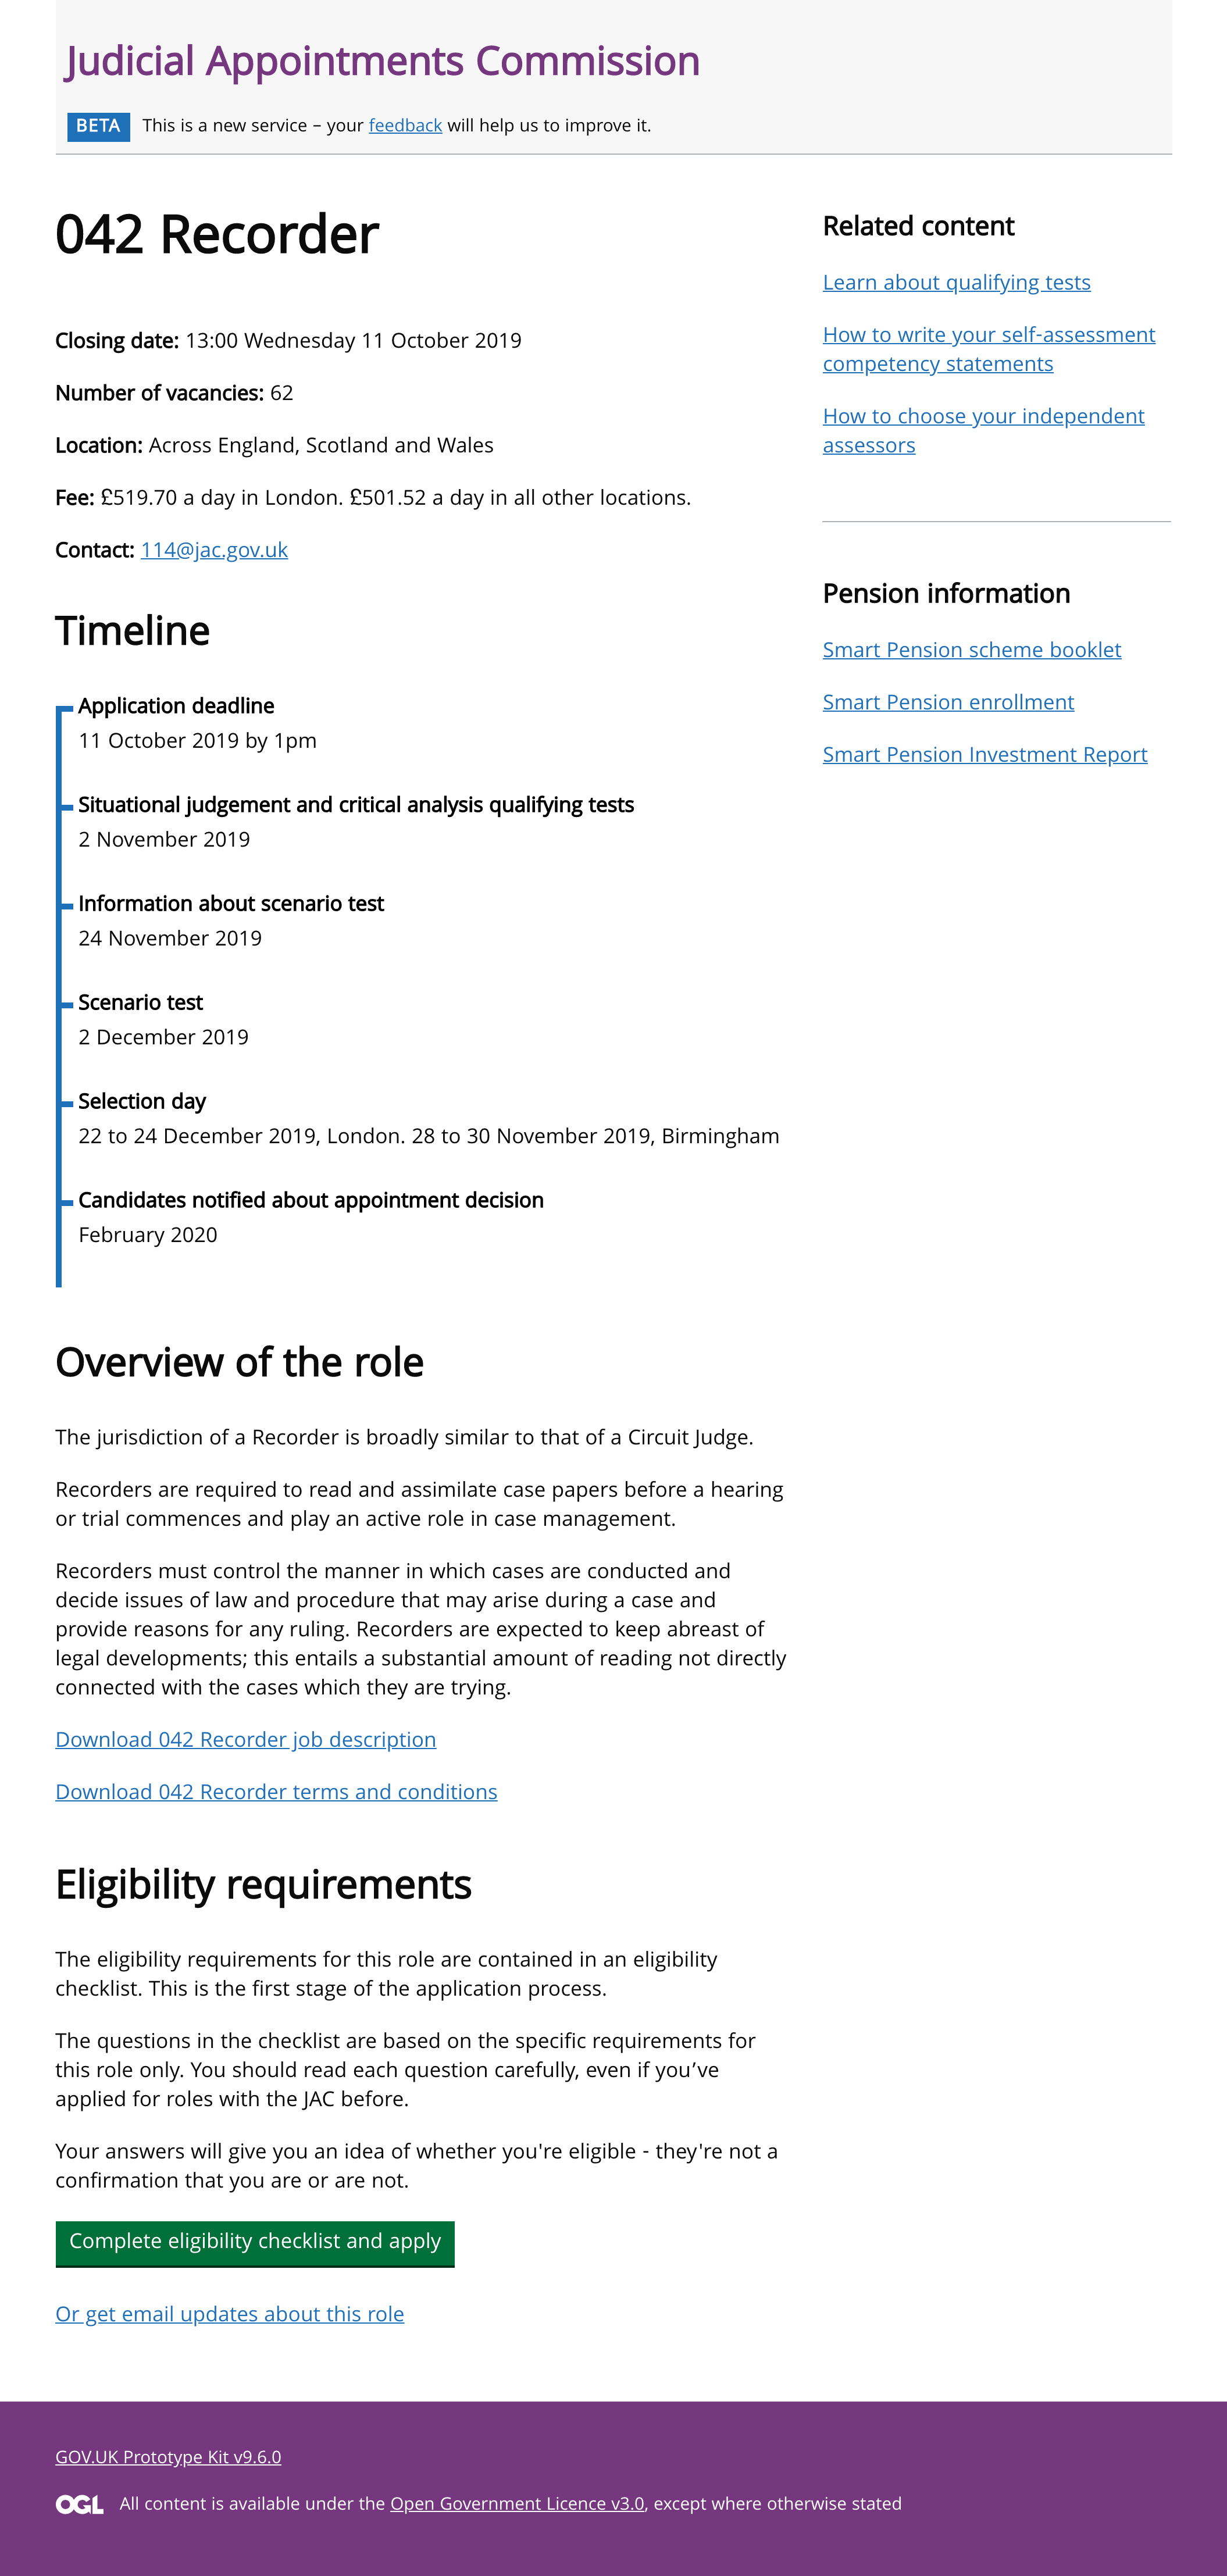 Judicial Appointments Commission
BETA This is a new service – your feedback will help us to improve it.
042 Recorder
Closing date: 13:00 Wednesday 11 October 2019
Number of vacancies: 62
Location: Across England, Scotland and Wales
Fee: £519.70 a day in London. £501.52 a day in all other locations.
Contact: 114@jac.gov.uk
Timeline
Application deadline
11 October 2019 by 1pm
Situational judgement and critical analysis qualifying tests
2 November 2019
Information about scenario test
24 November 2019
Scenario test
2 December 2019
Selection day
22 to 24 December 2019, London. 28 to 30 November 2019, Birmingham
Candidates notified about appointment decision
February 2020
Overview of the role
The jurisdiction of a Recorder is broadly similar to that of a Circuit Judge.
Recorders are required to read and assimilate case papers before a hearing
or trial commences and play an active role in case management.
Recorders must control the manner in which cases are conducted and
decide issues of law and procedure that may arise during a case and
provide reasons for any ruling. Recorders are expected to keep abreast of
legal developments; this entails a substantial amount of reading not directly
connected with the cases which they are trying.
Download 042 Recorder job description
Download 042 Recorder terms and conditions
Eligibility requirements
The eligibility requirements for this role are contained in an eligibility
checklist. This is the first stage of the application process.
The questions in the checklist are based on the specific requirements for
this role only. You should read each question carefully, even if you’ve
applied for roles with the JAC before.
Your answers will give you an idea of whether you're eligible - they're not a
confirmation that you are or are not.
Complete eligibility checklist and apply
Or get email updates about this role
Related content
Learn about qualifying tests
How to write your self-assessment
competency statements
How to choose your independent
assessors
Pension information
Smart Pension scheme booklet
Smart Pension enrollment
Smart Pension Investment Report
GOV.UK Prototype Kit v9.6.0
OGL All content is available under the Open Government Licence v3.0, except where otherwise stated